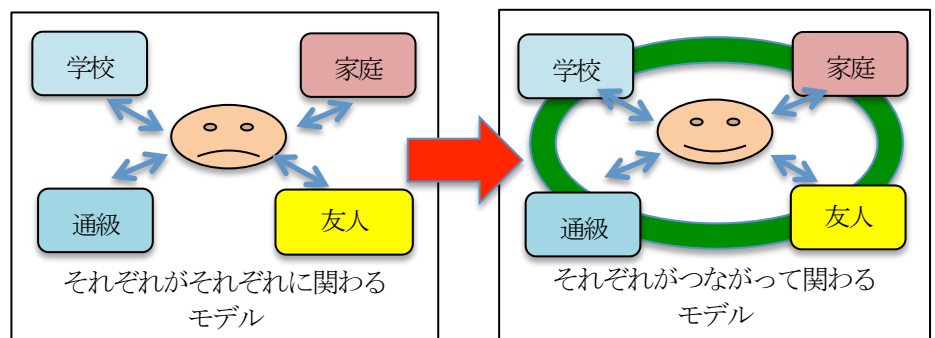 学校
家庭
通級
友人
それぞれがそれぞれに関わる
モデル
学校
家庭
通級
友人
それぞれがつながって関わる
モデル